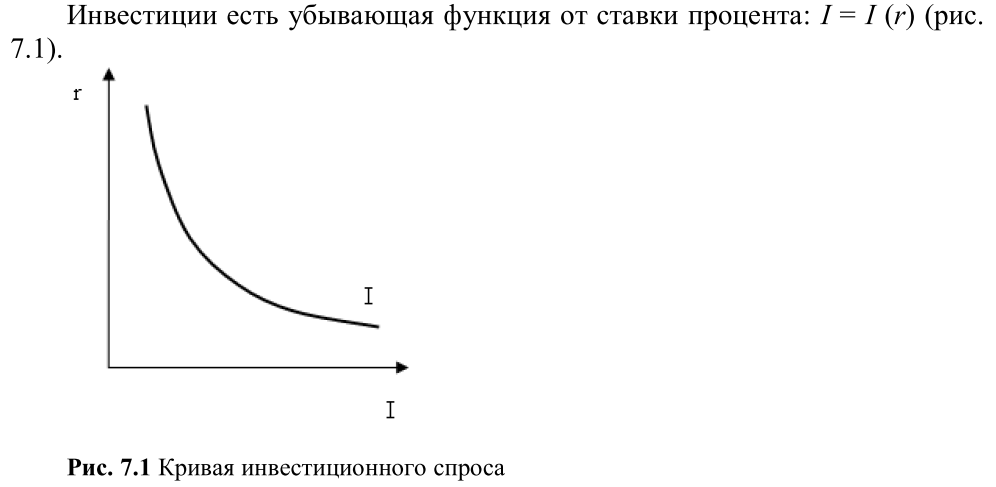 Инвестиции есть убывающая функция от ставки процента: I = I (r) (рис.
7.1).
r
I
I
Рис. 7.1 Кривая инвестиционного спроса